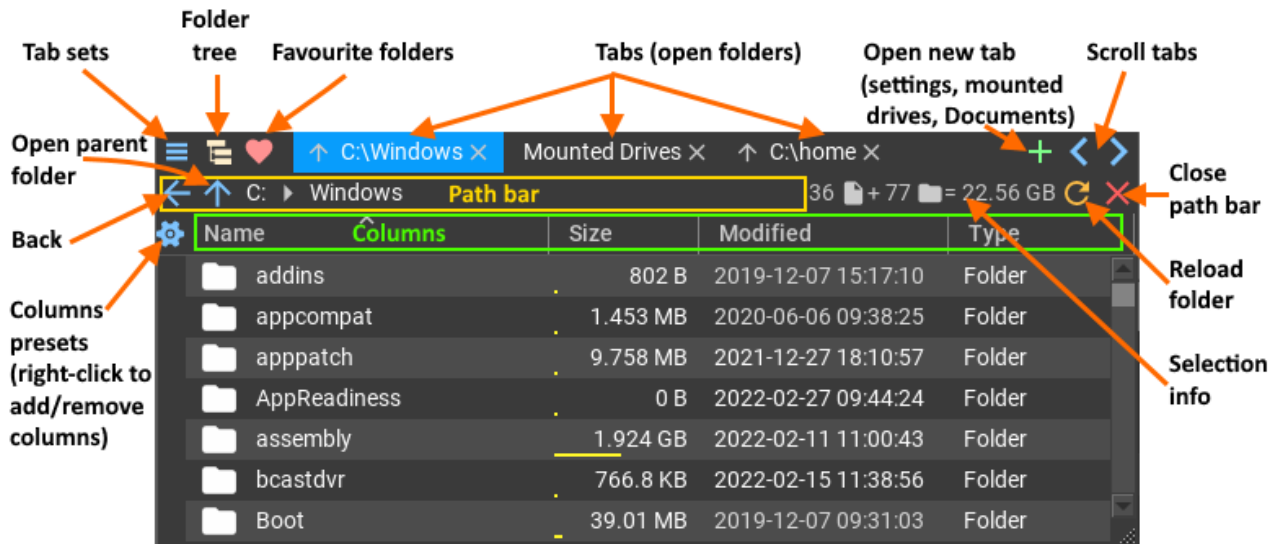 Folder
tree
Tab sets
Favourite folders
Tabs (open folders)
Open new tab
(settings, mounted
drives, Documents)
Scroll tabs
Open parent
folder
C:\Windows
Mounted Drives
C:\home
C: Windows Path bar
36 + 77 = 22.56 GB
Close
path bar
Back
Name Columns Size Modified Type
addins 802 B 2019-12-07 15:17:10 Folder
appcompat 1.453 MB 2020-06-06 09:38:25 Folder
apppatch 9.758 MB 2021-12-27 18:10:57 Folder
AppReadiness 0 B 2022-02-27 09:44:24 Folder
assembly 1.924 GB 2022-02-11 11:00:43 Folder
bcastdvr 766.8 KB 2022-02-15 11:38:56 Folder
Boot 39.01 MB 2019-12-07 09:31:03 Folder
Columns
presets
(right-click to
add/remove
columns)
Reload
folder
Selection
info